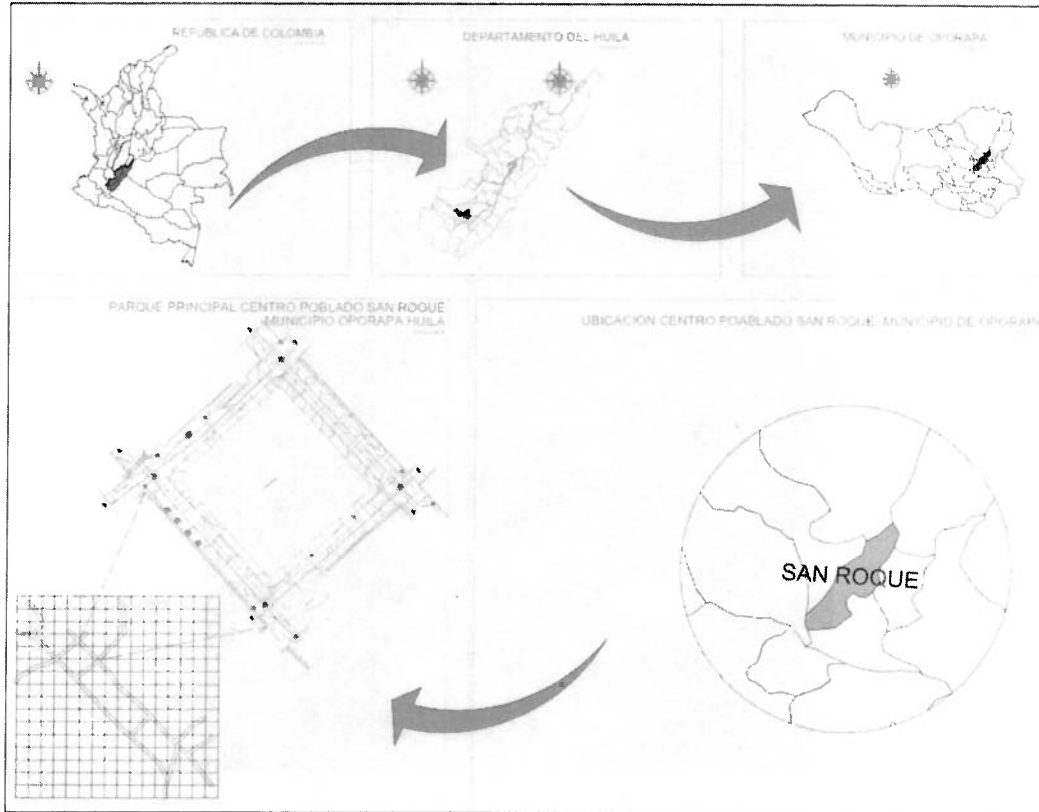 REPÚBLICA DE COLOMBIA
DEPARTAMENTO DEL HUILA
MUNICIPIO DE OPORAPA
PARQUE PRINCIPAL CENTRO POBLADO SAN ROQUE
MUNICIPIO OPORAPA HUILA
UBICACION CENTRO POABLADO SAN ROQUE MUNICIPIO DE OPORAPA
SAN ROQUE